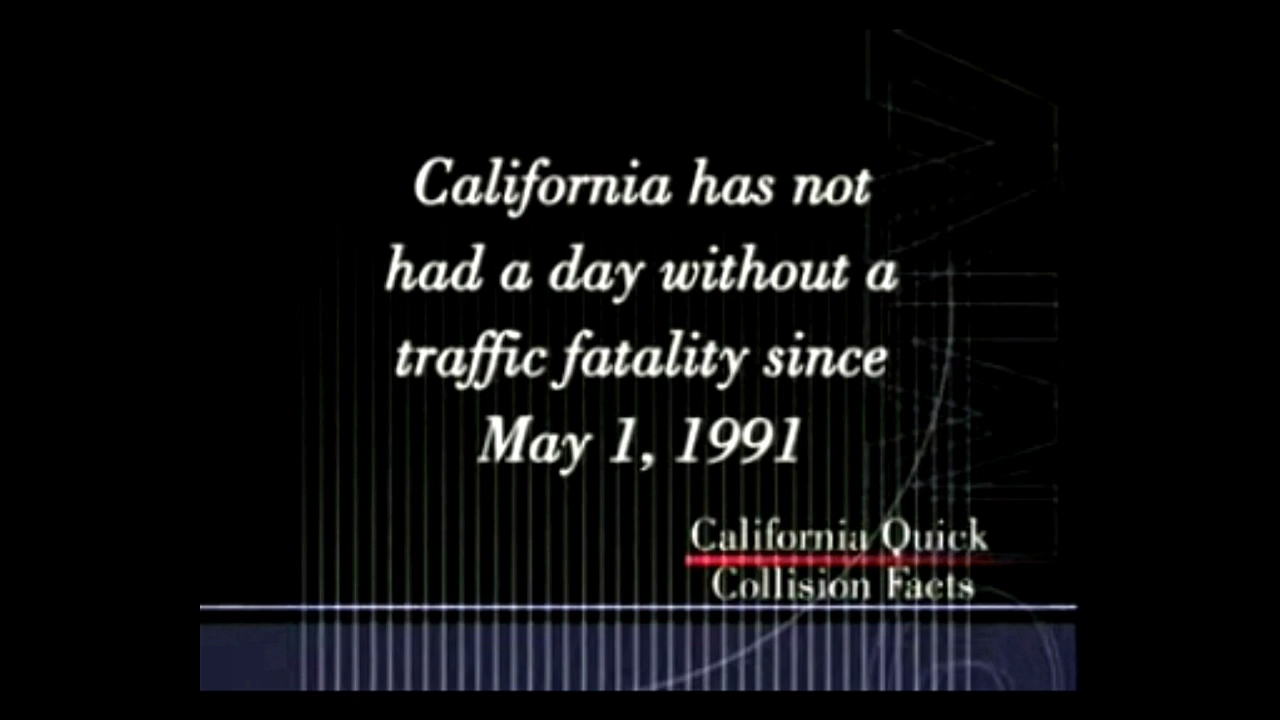 California has not
had a day without a
traffic fatality since
May 1, 1991
California Quick
Collision Facts